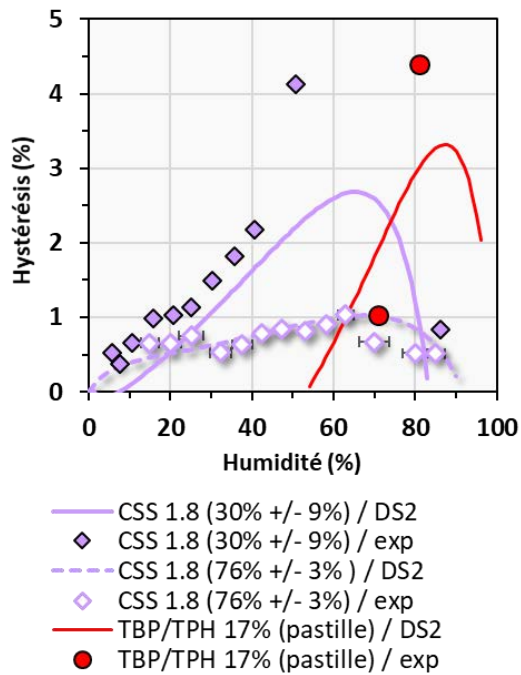 5
4
3
2
1
0
Hystérésis (%)
0 20 40 60 80 100
Humidité (%)
CSS 1.8 (30% +/- 9%) / DS2
CSS 1.8 (30% +/- 9%) / exp
CSS 1.8 (76% +/- 3% ) / DS2
CSS 1.8 (76% +/- 3%) / exp
TBP/TPH 17% (pastille) / DS2
TBP/TPH 17% (pastille) / exp